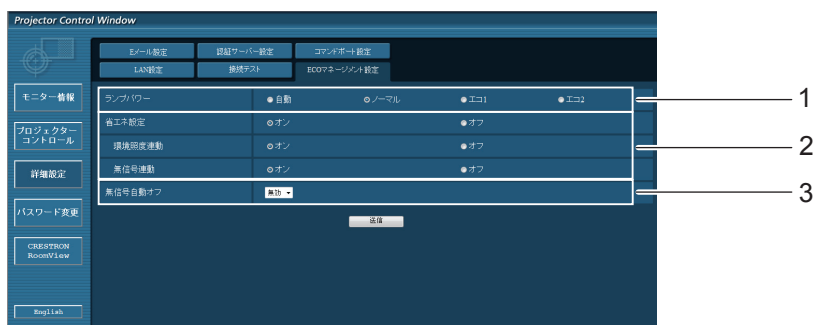 Projector Control Window
Eメール設定 認証サーバー設定 コマンドポート設定
LAN設定 接続テスト ECOマネージメント設定
モニター情報
プロジェクター
コントロール
詳細設定
パスワード変更
CRESTRON
RoomView
English
ランプパワー 自動 ノーマル エコ1 エコ2
省エネ設定 オン オフ
環境照度連動 オン オフ
無信号連動 オン オフ
無信号自動オフ 無効
送信
1
2
3